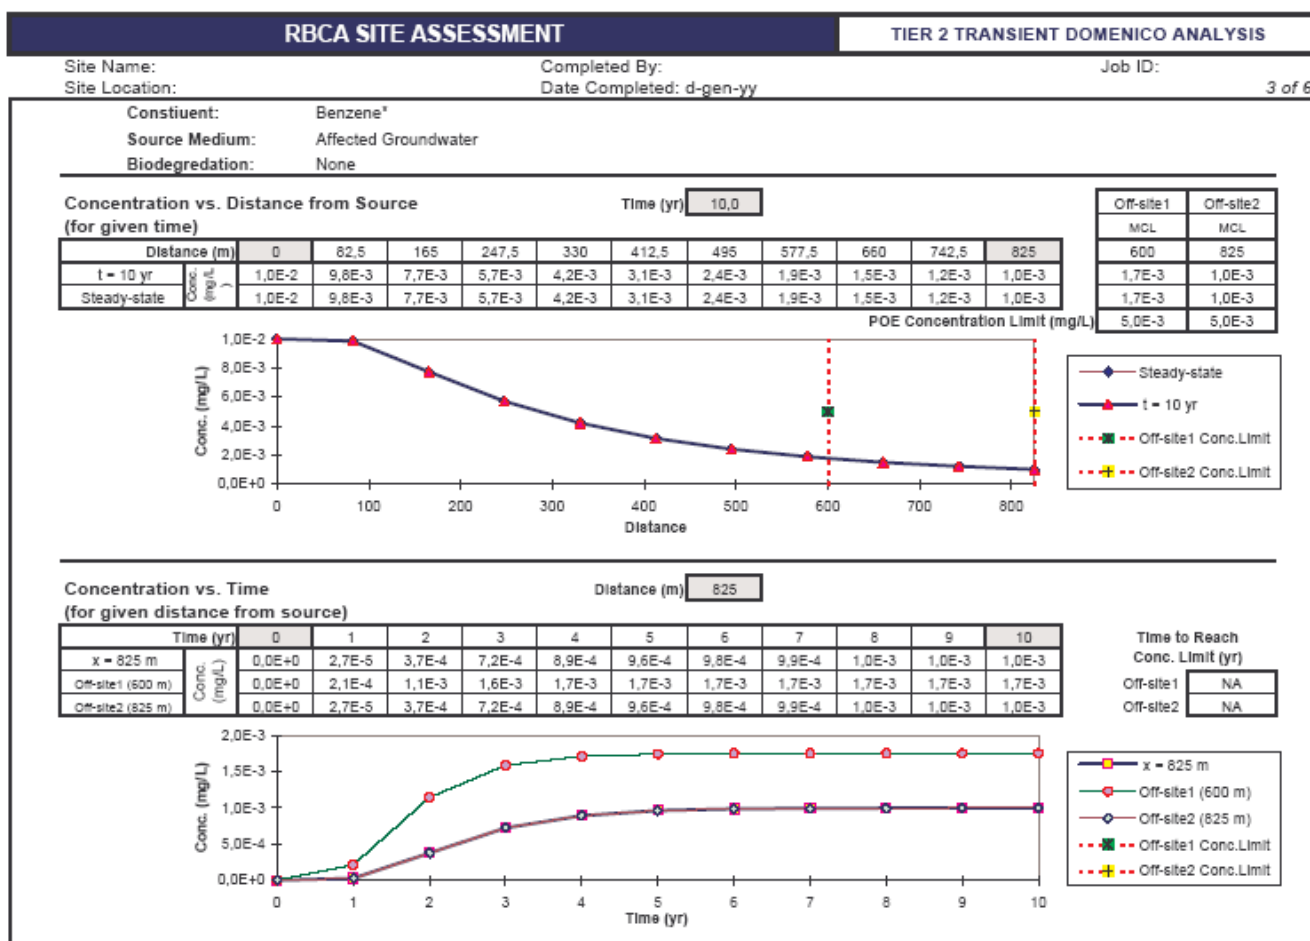 RBCA SITE ASSESSMENT TIER 2 TRANSIENT DOMENICO ANALYSIS
Site Name: Completed By: Job ID:
Site Location: Date Completed: d-gen-yy 3 of 6
Constiuent: Benzene*
Source Medium: Affected Groundwater
Biodegredation: None
Concentration vs. Distance from Source Time (yr) 10,0 Off-site1 Off-site2
(for given time) MCL MCL
Distance (m) 0 82,5 165 247,5 330 412,5 495 577,5 660 742,5 825 600 825
t = 10 yr Conc. (mg/L) 1,0E-2 9,8E-3 7,7E-3 5,7E-3 4,2E-3 3,1E-3 2,4E-3 1,9E-3 1,5E-3 1,2E-3 1,0E-3 1,7E-3 1,0E-3
Steady-state 1,0E-2 9,8E-3 7,7E-3 5,7E-3 4,2E-3 3,1E-3 2,4E-3 1,9E-3 1,5E-3 1,2E-3 1,0E-3 1,7E-3 1,0E-3
POE Concentration Limit (mg/L) 5,0E-3 5,0E-3
Conc. (mg/L)
1,0E-2
8,0E-3
6,0E-3
4,0E-3
2,0E-3
0,0E+0
0 100 200 300 400 500 600 700 800
Distance
Steady-state
t = 10 yr
Off-site1 Conc.Limit
Off-site2 Conc.Limit
Concentration vs. Time Distance (m) 825
(for given distance from source)
Time (yr) 0 1 2 3 4 5 6 7 8 9 10 Time to Reach
x = 825 m Conc. (mg/L) 0,0E+0 2,7E-5 3,7E-4 7,2E-4 8,9E-4 9,6E-4 9,8E-4 9,9E-4 1,0E-3 1,0E-3 1,0E-3 Conc. Limit (yr)
Off-site1 (600 m) 0,0E+0 2,1E-4 1,1E-3 1,6E-3 1,7E-3 1,7E-3 1,7E-3 1,7E-3 1,7E-3 1,7E-3 1,7E-3 Off-site1 NA
Off-site2 (825 m) 0,0E+0 2,7E-5 3,7E-4 7,2E-4 8,9E-4 9,6E-4 9,8E-4 9,9E-4 1,0E-3 1,0E-3 1,0E-3 Off-site2 NA
Conc. (mg/L)
2,0E-3
1,5E-3
1,0E-3
5,0E-4
0,0E+0
0 1 2 3 4 5 6 7 8 9 10
Time (yr)
x = 825 m
Off-site1 (600 m)
Off-site2 (825 m)
Off-site1 Conc.Limit
Off-site2 Conc.Limit